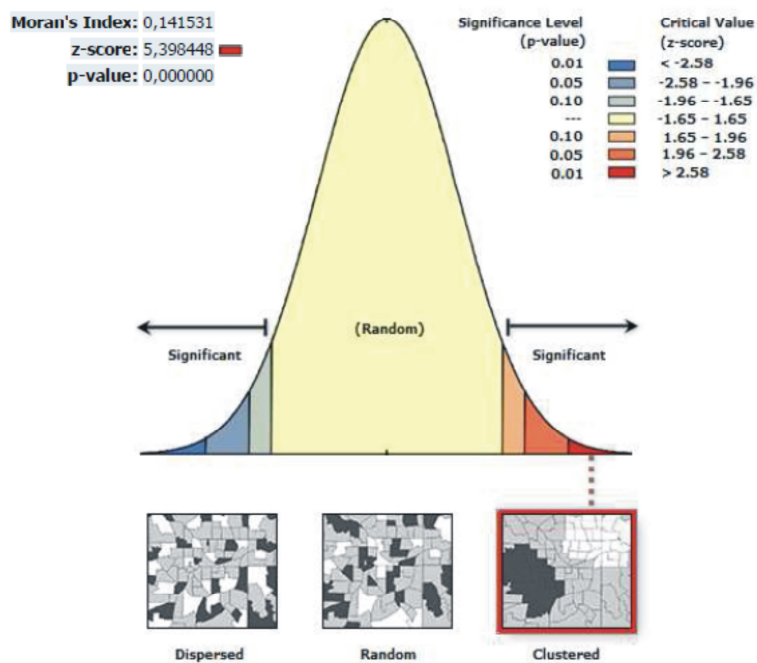 Moran's Index: 0,141531
z-score: 5,398448
p-value: 0,000000
Significance Level
(p-value)
Critical Value
(z-score)
0.01 < -2.58
0.05 -2.58 – -1.96
0.10 -1.96 – -1.65
--- -1.65 – 1.65
0.10 1.65 – 1.96
0.05 1.96 – 2.58
0.01 > 2.58
(Random)
Significant
Significant
Dispersed
Random
Clustered